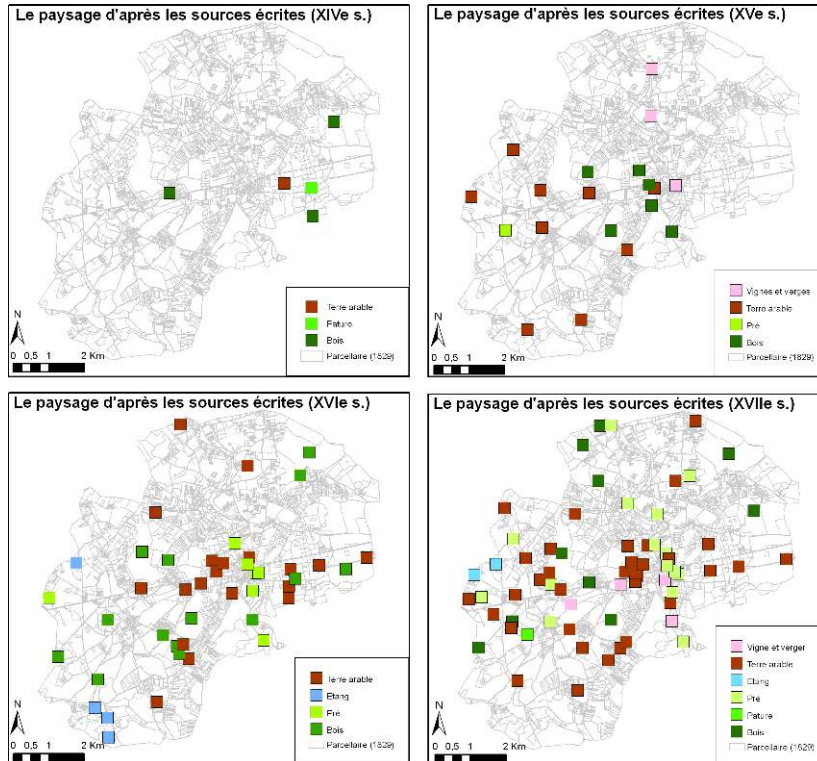 Le paysage d'après les sources écrites (XIVe s.)
Terre arable
Pature
Bois
Parcellaire (1829)
N
0 0,5 1 2 Km
Le paysage d'après les sources écrites (XVe s.)
Vignes et verges
Terre arable
Pré
Bois
Parcellaire (1829)
N
0 0,5 1 2 Km
Le paysage d'après les sources écrites (XVIe s.)
Terre arable
Etang
Pré
Bois
Parcellaire (1829)
N
0 0,5 1 2 Km
Le paysage d'après les sources écrites (XVIIe s.)
Vigne et verger
Terre arable
Etang
Pré
Pature
Bois
Parcellaire (1829)
N
0 0,5 1 2 Km